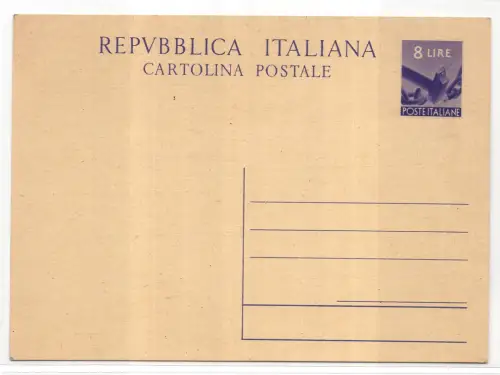 REPVBBLICA ITALIANA
CARTOLINA POSTALE
8 LIRE
POSTE ITALIANE